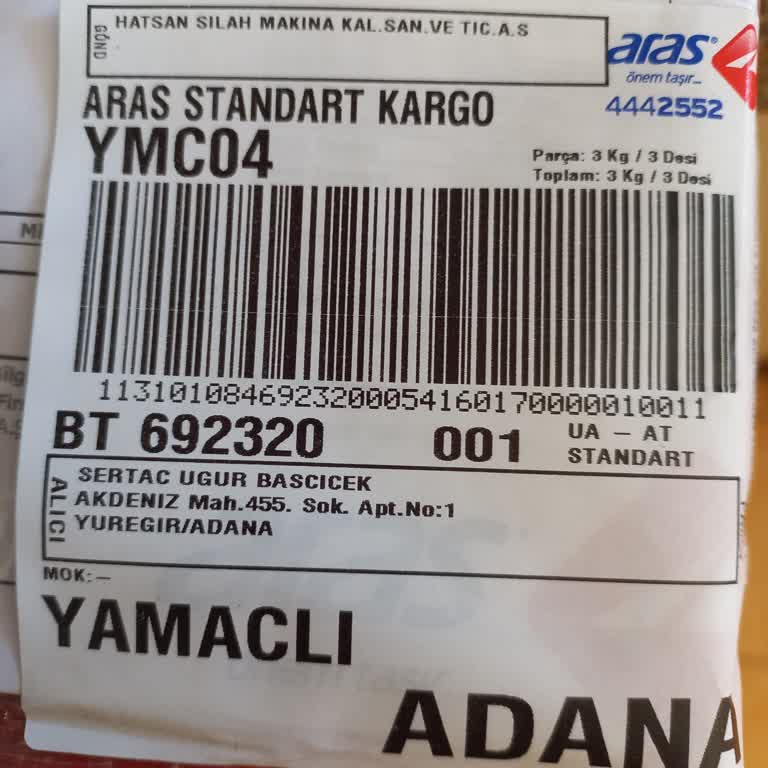 GÖND
HATSAN SILAH MAKINA KAL.SAN.VE TIC.A.S
aras
önem taşır...
4442552
ARAS STANDART KARGO
YMC04
Parça: 3 Kg / 3 Desi
Toplam: 3 Kg / 3 Desi
1131010846923200054160170000010011
BT 692320 001 UA – AT
STANDART
ALICI
SERTAC UGUR BASCICEK
AKDENIZ Mah.455. Sok. Apt.No:1
YUREGIR/ADANA
MOK:–
YAMACLI
ADANA